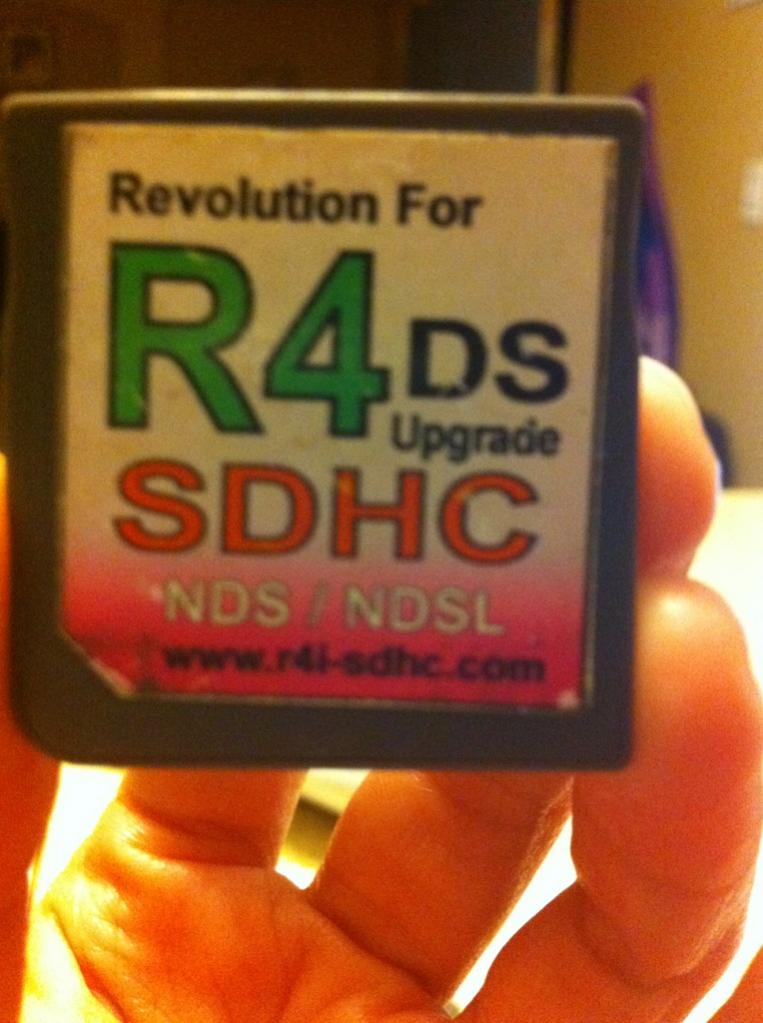 Revolution For
R4 DS
Upgrade
SDHC
NDS / NDSL
www.r4i-sdhc.com